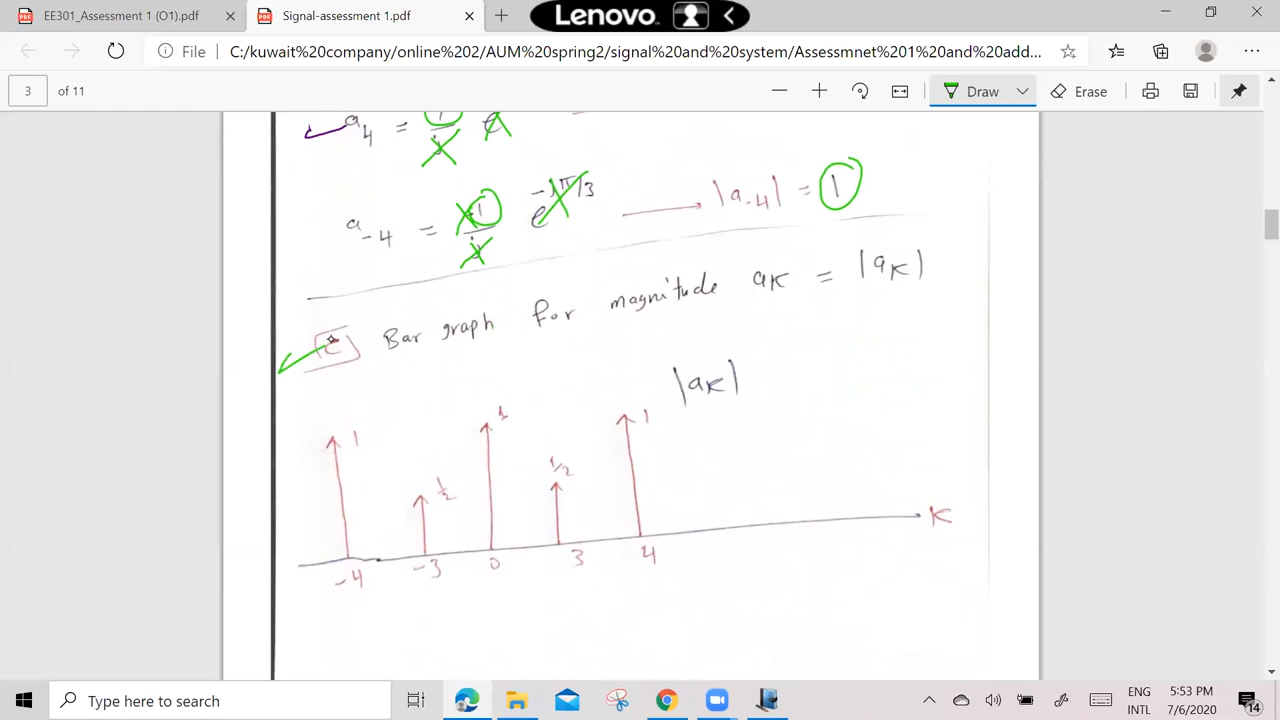 EE301_Assessment 1 (O1).pdf
Signal-assessment 1.pdf
Lenovo
File
C:/kuwait%20company/online%202/AUM%20spring2/signal%20and%20system/Assessmnet%201%20and%20add...
3 of 11
Draw
Erase
a4 =
a-4 = -1/j e^-jπ/3 → |a-4| = 1
c Bar graph for magnitude aK = |aK|
|aK|
1 1/2 1 1/2 1
-4 -3 0 3 4 K
Type here to search
ENG
INTL
5:53 PM
7/6/2020
14